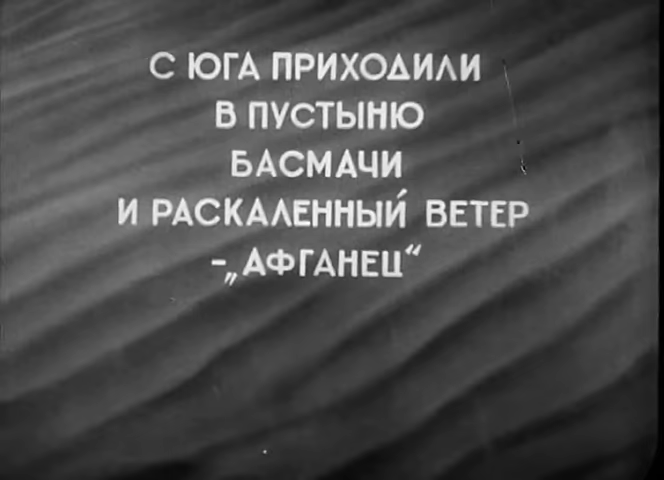 С ЮГА ПРИХОДИЛИ
В ПУСТЫНЮ
БАСМАЧИ
И РАСКАЛЕННЫЙ ВЕТЕР
-„АФГАНЕЦ“